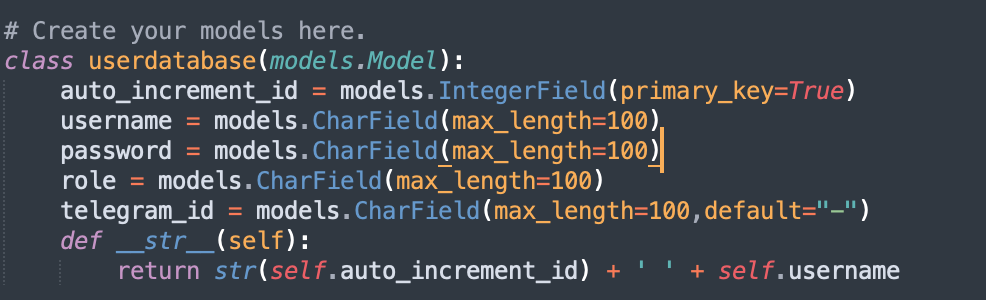 # Create your models here.
class userdatabase(models.Model):
    auto_increment_id = models.IntegerField(primary_key=True)
    username = models.CharField(max_length=100)
    password = models.CharField(max_length=100)
    role = models.CharField(max_length=100)
    telegram_id = models.CharField(max_length=100,default="-")
    def __str__(self):
        return str(self.auto_increment_id) + ' ' + self.username